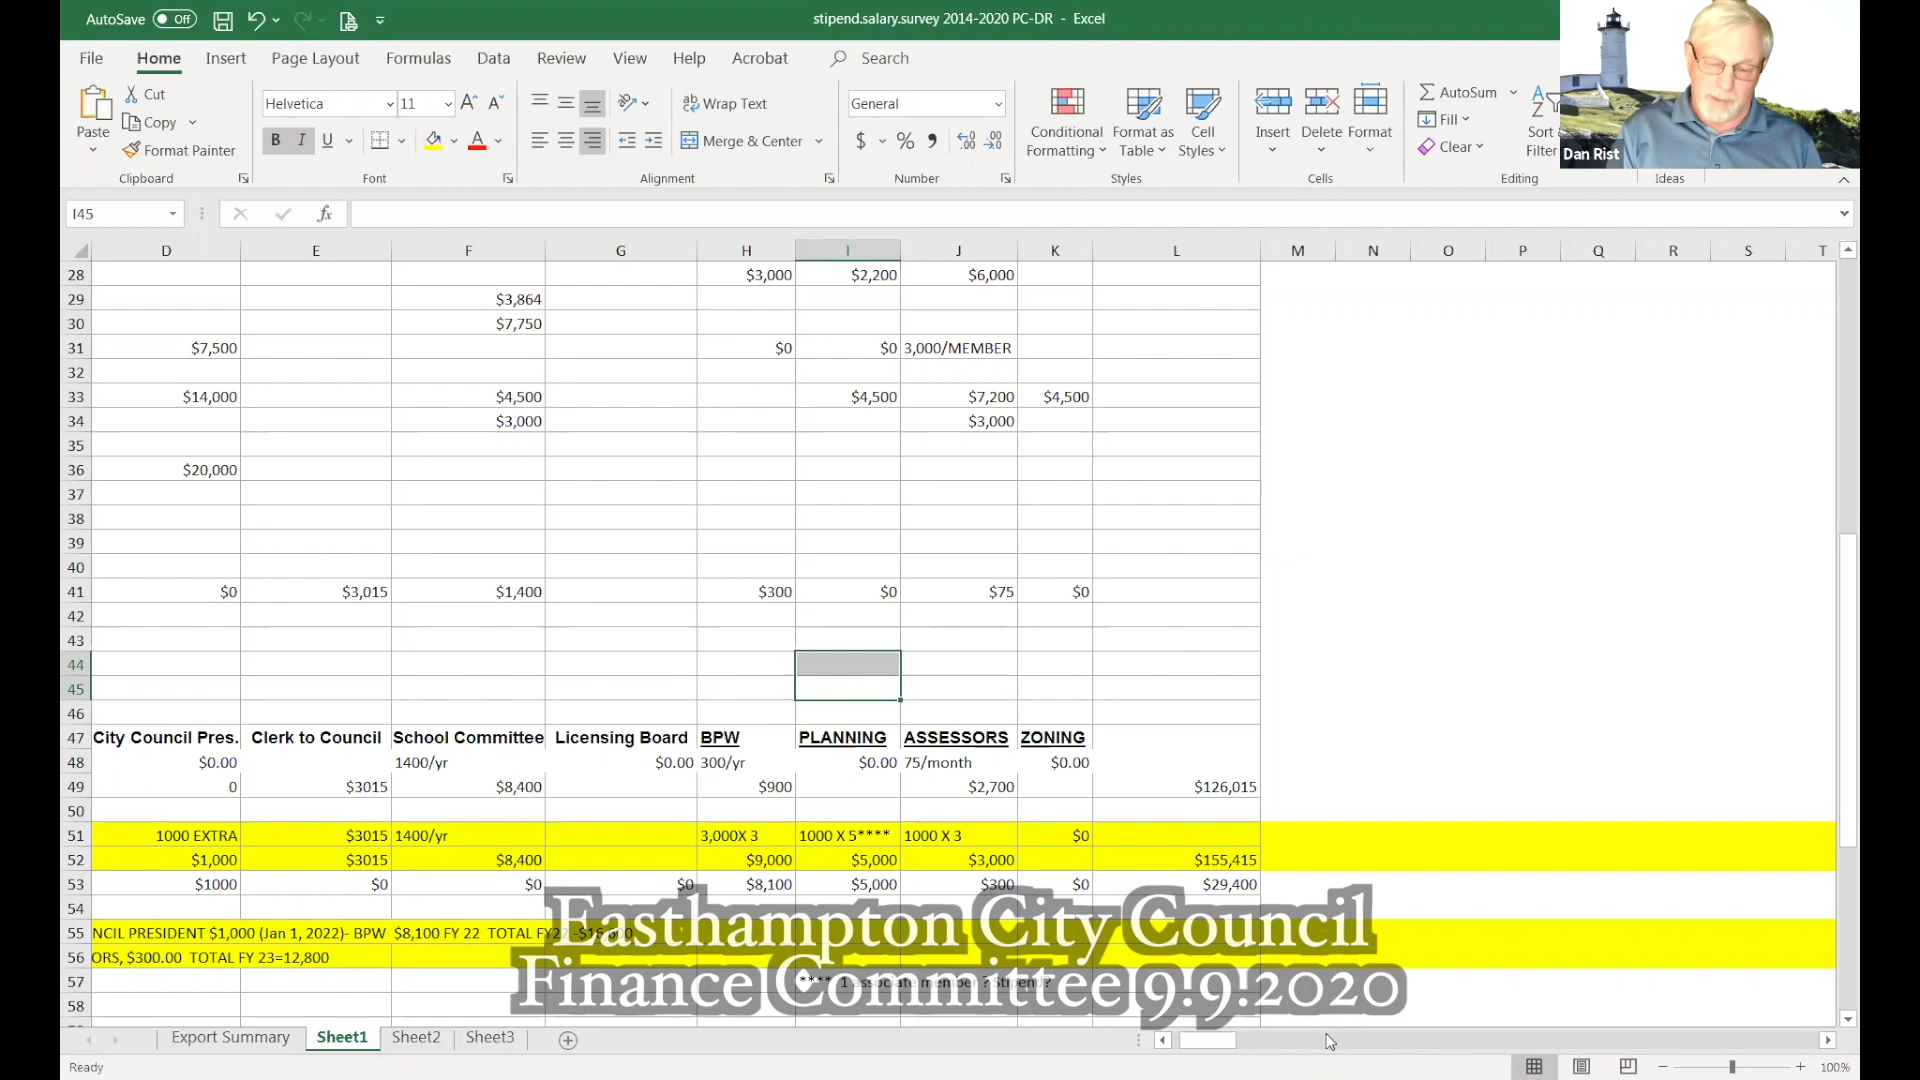 AutoSave Off stipend.salary.survey 2014-2020 PC-DR - Excel
File Home Insert Page Layout Formulas Data Review View Help Acrobat Search
Paste
Cut
Copy
Format Painter
Clipboard
Helvetica 11
B I U
Font
Wrap Text
Merge & Center
Alignment
General
$ % ,
Number
Conditional Formatting
Format as Table
Cell Styles
Styles
Insert Delete Format
Cells
AutoSum
Fill
Clear
Sort
Filter
Editing
Ideas
Dan Rist
I45 fx
D E F G H I J K L M N O P Q R S T
28 $3,000 $2,200 $6,000
29 $3,864
30 $7,750
31 $7,500 $0 $0 3,000/MEMBER
32
33 $14,000 $4,500 $4,500 $7,200 $4,500
34 $3,000 $3,000
35
36 $20,000
37
38
39
40
41 $0 $3,015 $1,400 $300 $0 $75 $0
42
43
44
45
46
47 City Council Pres. Clerk to Council School Committee Licensing Board BPW PLANNING ASSESSORS ZONING
48 $0.00 1400/yr $0.00 300/yr $0.00 75/month $0.00
49 0 $3015 $8,400 $900 $2,700 $126,015
50
51 1000 EXTRA $3015 1400/yr 3,000X 3 1000 X 5**** 1000 X 3 $0
52 $1,000 $3015 $8,400 $9,000 $5,000 $3,000 $155,415
53 $1000 $0 $0 $0 $8,100 $5,000 $300 $0 $29,400
54
55 NCIL PRESIDENT $1,000 (Jan 1, 2022)- BPW $8,100 FY 22 TOTAL FY22
56 ORS, $300.00 TOTAL FY 23=12,800
57 **** 1 associate member ? Stipend?
58
Easthampton City Council
Finance Committee 9.9.2020
Export Summary Sheet1 Sheet2 Sheet3
Ready 100%